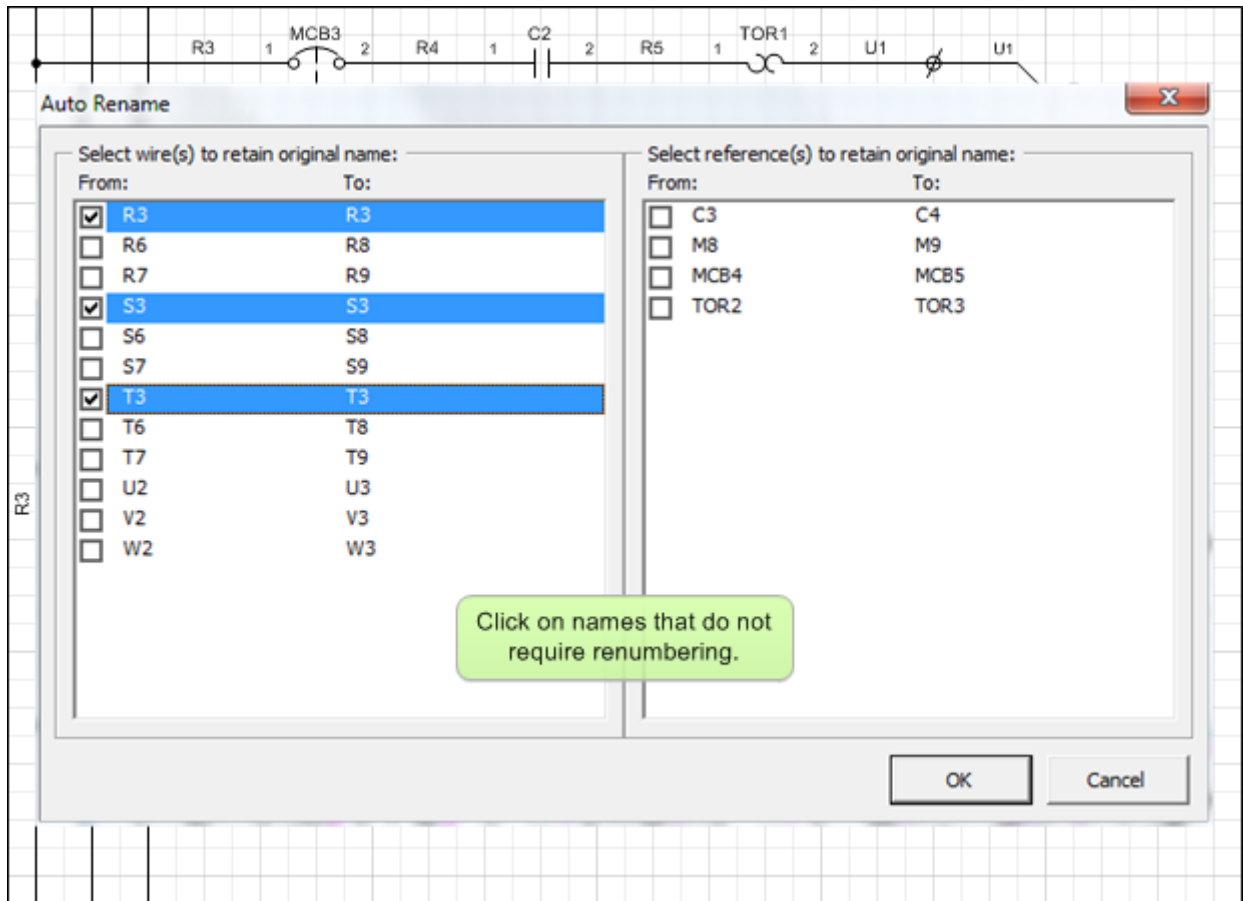 MCB3 C2 TOR1
R3 1 2 R4 1 2 R5 1 2 U1 U1
Auto Rename
Select wire(s) to retain original name:
From: To:
R3 R3
R6 R8
R7 R9
S3 S3
S6 S8
S7 S9
T3 T3
T6 T8
T7 T9
U2 U3
V2 V3
W2 W3
Select reference(s) to retain original name:
From: To:
C3 C4
M8 M9
MCB4 MCB5
TOR2 TOR3
R3
Click on names that do not
require renumbering.
OK Cancel